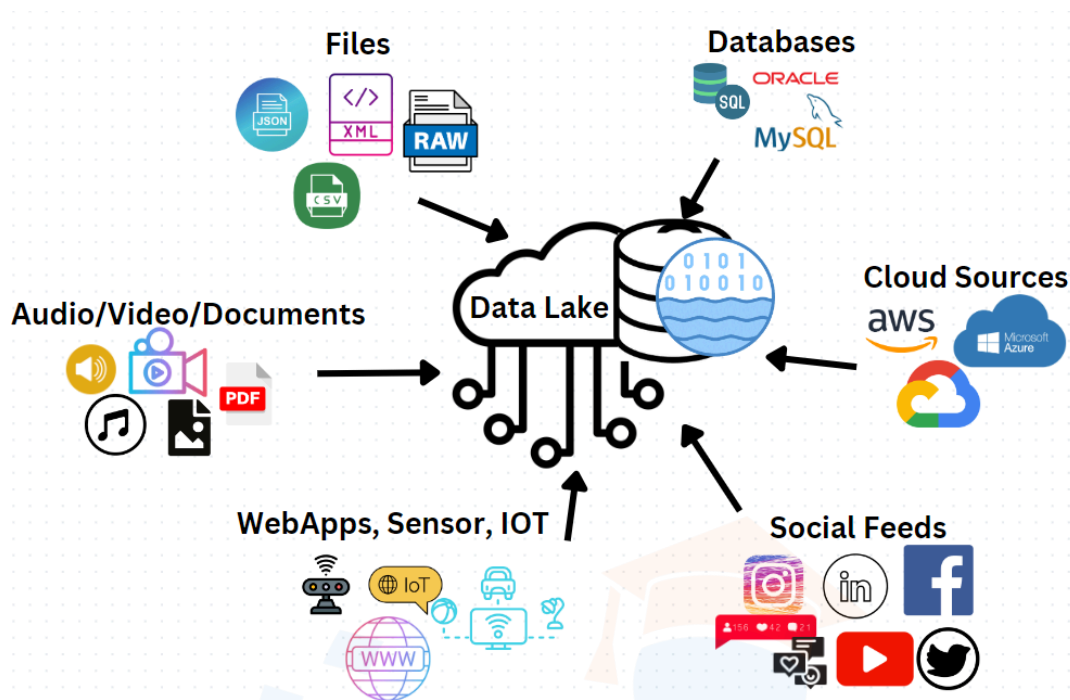 Files
JSON
</>
XML
RAW
CSV
Databases
SQL
ORACLE
MySQL
Data Lake
0101
010010
Cloud Sources
aws
Microsoft
Azure
Audio/Video/Documents
PDF
WebApps, Sensor, IOT
IoT
WWW
Social Feeds
in
f
156 42 21